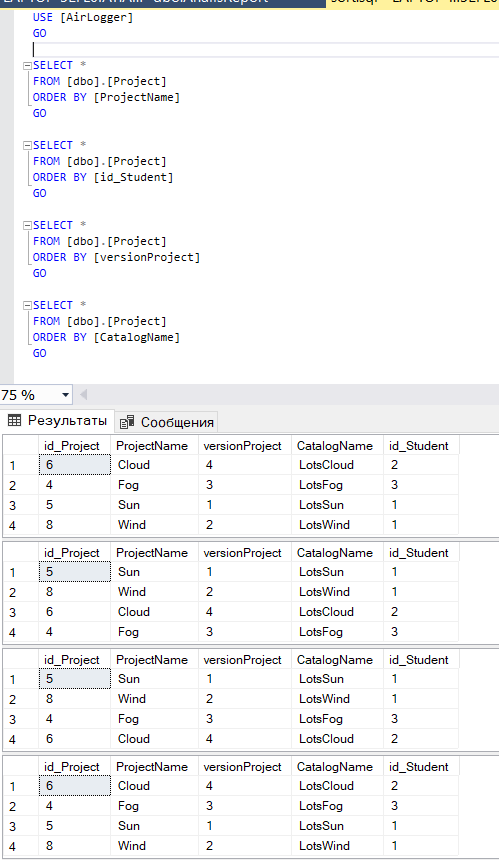 USE [AirLogger]
GO
SELECT *
FROM [dbo].[Project]
ORDER BY [ProjectName]
GO
SELECT *
FROM [dbo].[Project]
ORDER BY [id_Student]
GO
SELECT *
FROM [dbo].[Project]
ORDER BY [versionProject]
GO
SELECT *
FROM [dbo].[Project]
ORDER BY [CatalogName]
GO
75 %
Результаты Сообщения
id_Project ProjectName versionProject CatalogName id_Student
1 6 Cloud 4 LotsCloud 2
2 4 Fog 3 LotsFog 3
3 5 Sun 1 LotsSun 1
4 8 Wind 2 LotsWind 1
id_Project ProjectName versionProject CatalogName id_Student
1 5 Sun 1 LotsSun 1
2 8 Wind 2 LotsWind 1
3 6 Cloud 4 LotsCloud 2
4 4 Fog 3 LotsFog 3
id_Project ProjectName versionProject CatalogName id_Student
1 5 Sun 1 LotsSun 1
2 8 Wind 2 LotsWind 1
3 4 Fog 3 LotsFog 3
4 6 Cloud 4 LotsCloud 2
id_Project ProjectName versionProject CatalogName id_Student
1 6 Cloud 4 LotsCloud 2
2 4 Fog 3 LotsFog 3
3 5 Sun 1 LotsSun 1
4 8 Wind 2 LotsWind 1